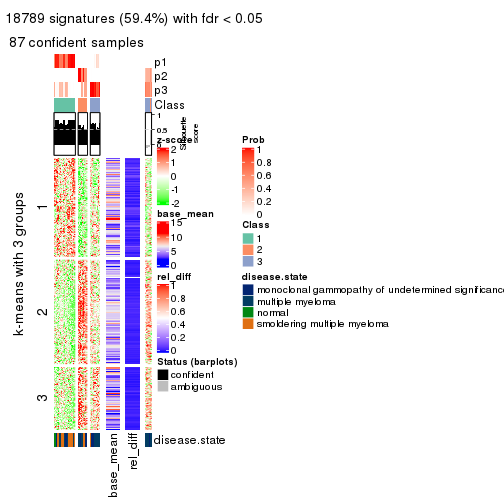 18789 signatures (59.4%) with fdr < 0.05
87 confident samples
p1
p2
p3
Class
1
0.5
0
Silhouette
score
k-means with 3 groups
1
2
3
base_mean
rel_diff
disease.state
z-score
2
1
0
-1
-2
base_mean
15
10
5
0
rel_diff
1
0.8
0.6
0.4
0.2
0
Status (barplots)
confident
ambiguous
Prob
1
0.8
0.6
0.4
0.2
0
Class
1
2
3
disease.state
monoclonal gammopathy of undetermined significance
multiple myeloma
normal
smoldering multiple myeloma